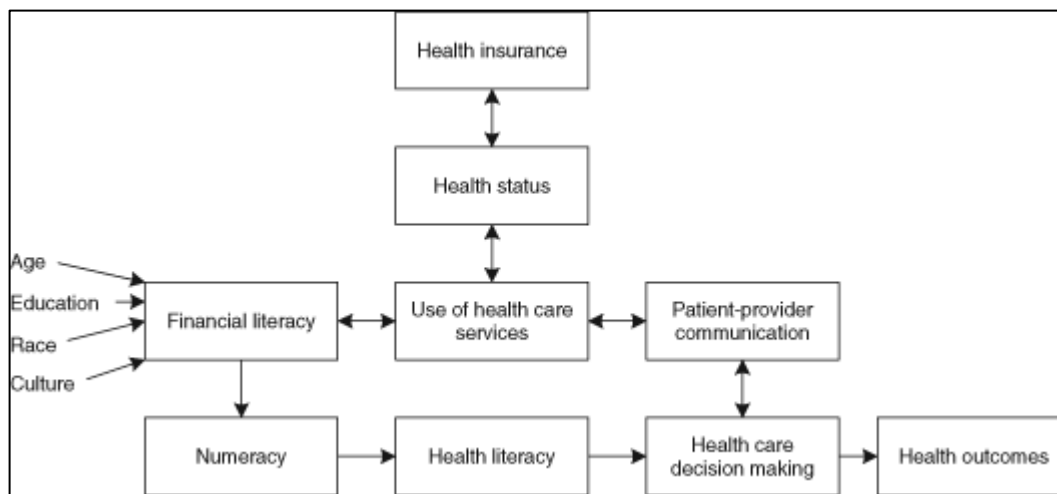 Health insurance
Health status
Age
Education
Race
Culture
Financial literacy
Use of health care
services
Patient-provider
communication
Numeracy
Health literacy
Health care
decision making
Health outcomes